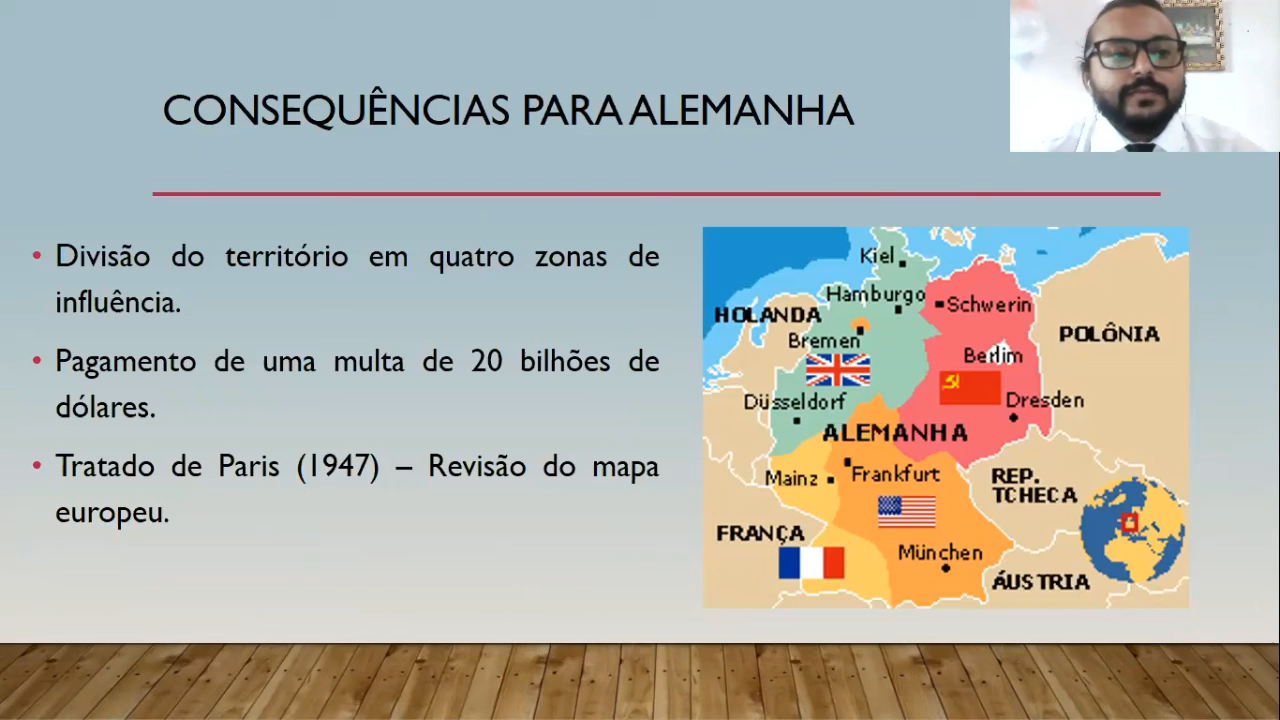 CONSEQUÊNCIAS PARA ALEMANHA
• Divisão do território em quatro zonas de
influência.
• Pagamento de uma multa de 20 bilhões de
dólares.
• Tratado de Paris (1947) – Revisão do mapa
europeu.
Kiel
Hamburgo
Schwerin
HOLANDA
Bremen
POLÔNIA
Berlim
Düsseldorf
Dresden
ALEMANHA
Mainz
Frankfurt
REP.
TCHECA
FRANÇA
München
ÁUSTRIA